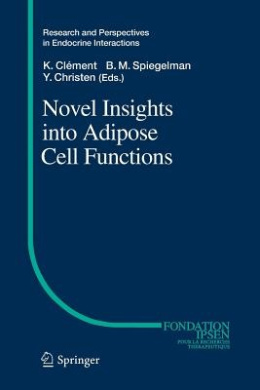 Research and Perspectives
in Endocrine Interactions
K. Clément B. M. Spiegelman
Y. Christen (Eds.)
Novel Insights
into Adipose
Cell Functions
FONDATION
IPSEN
POUR LA RECHERCHE
THERAPEUTIQUE
Springer